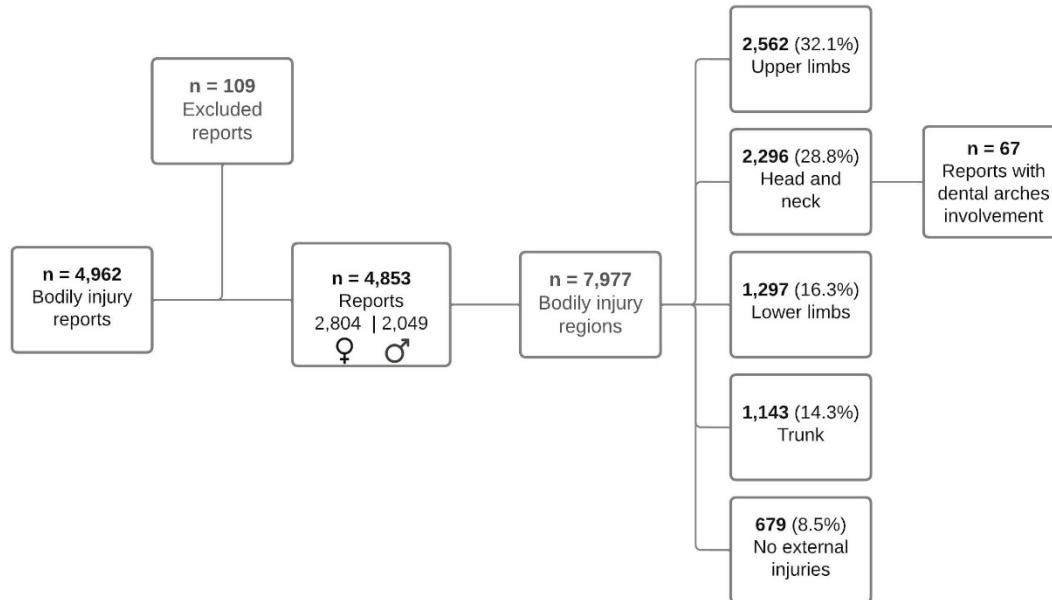 n = 4,962
Bodily injury
reports
n = 109
Excluded
reports
n = 4,853
Reports
2,804 | 2,049
♀ ♂
n = 7,977
Bodily injury
regions
2,562 (32.1%)
Upper limbs
2,296 (28.8%)
Head and
neck
n = 67
Reports with
dental arches
involvement
1,297 (16.3%)
Lower limbs
1,143 (14.3%)
Trunk
679 (8.5%)
No external
injuries